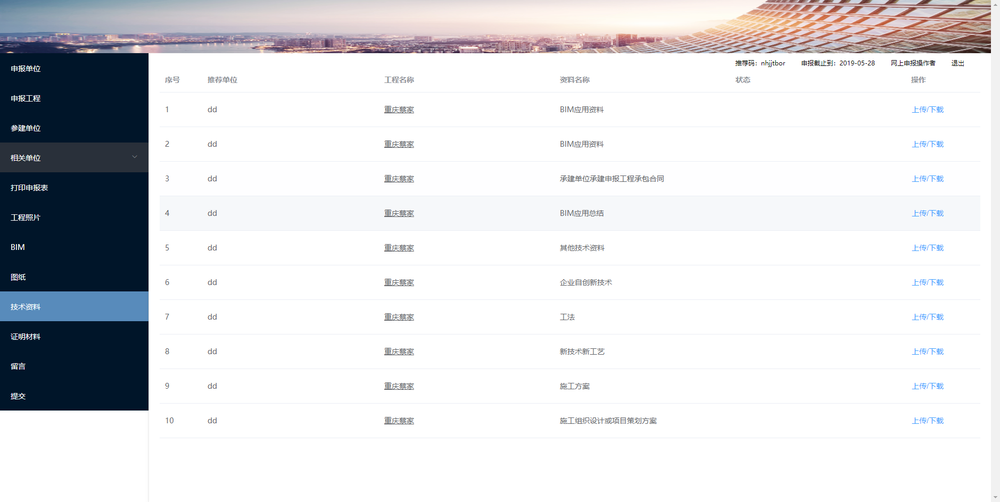 推荐码：nhjjtbor 申报截止到：2019-05-28 网上申报操作者 退出
申报单位
申报工程
参建单位
相关单位
打印申报表
工程照片
BIM
图纸
技术资料
证明材料
留言
提交
序号 推荐单位 工程名称 资料名称 状态 操作
1 dd 重庆蔡家 BIM应用资料 上传/下载
2 dd 重庆蔡家 BIM应用资料 上传/下载
3 dd 重庆蔡家 承建单位承建申报工程承包合同 上传/下载
4 dd 重庆蔡家 BIM应用总结 上传/下载
5 dd 重庆蔡家 其他技术资料 上传/下载
6 dd 重庆蔡家 企业自创新技术 上传/下载
7 dd 重庆蔡家 工法 上传/下载
8 dd 重庆蔡家 新技术新工艺 上传/下载
9 dd 重庆蔡家 施工方案 上传/下载
10 dd 重庆蔡家 施工组织设计或项目策划方案 上传/下载